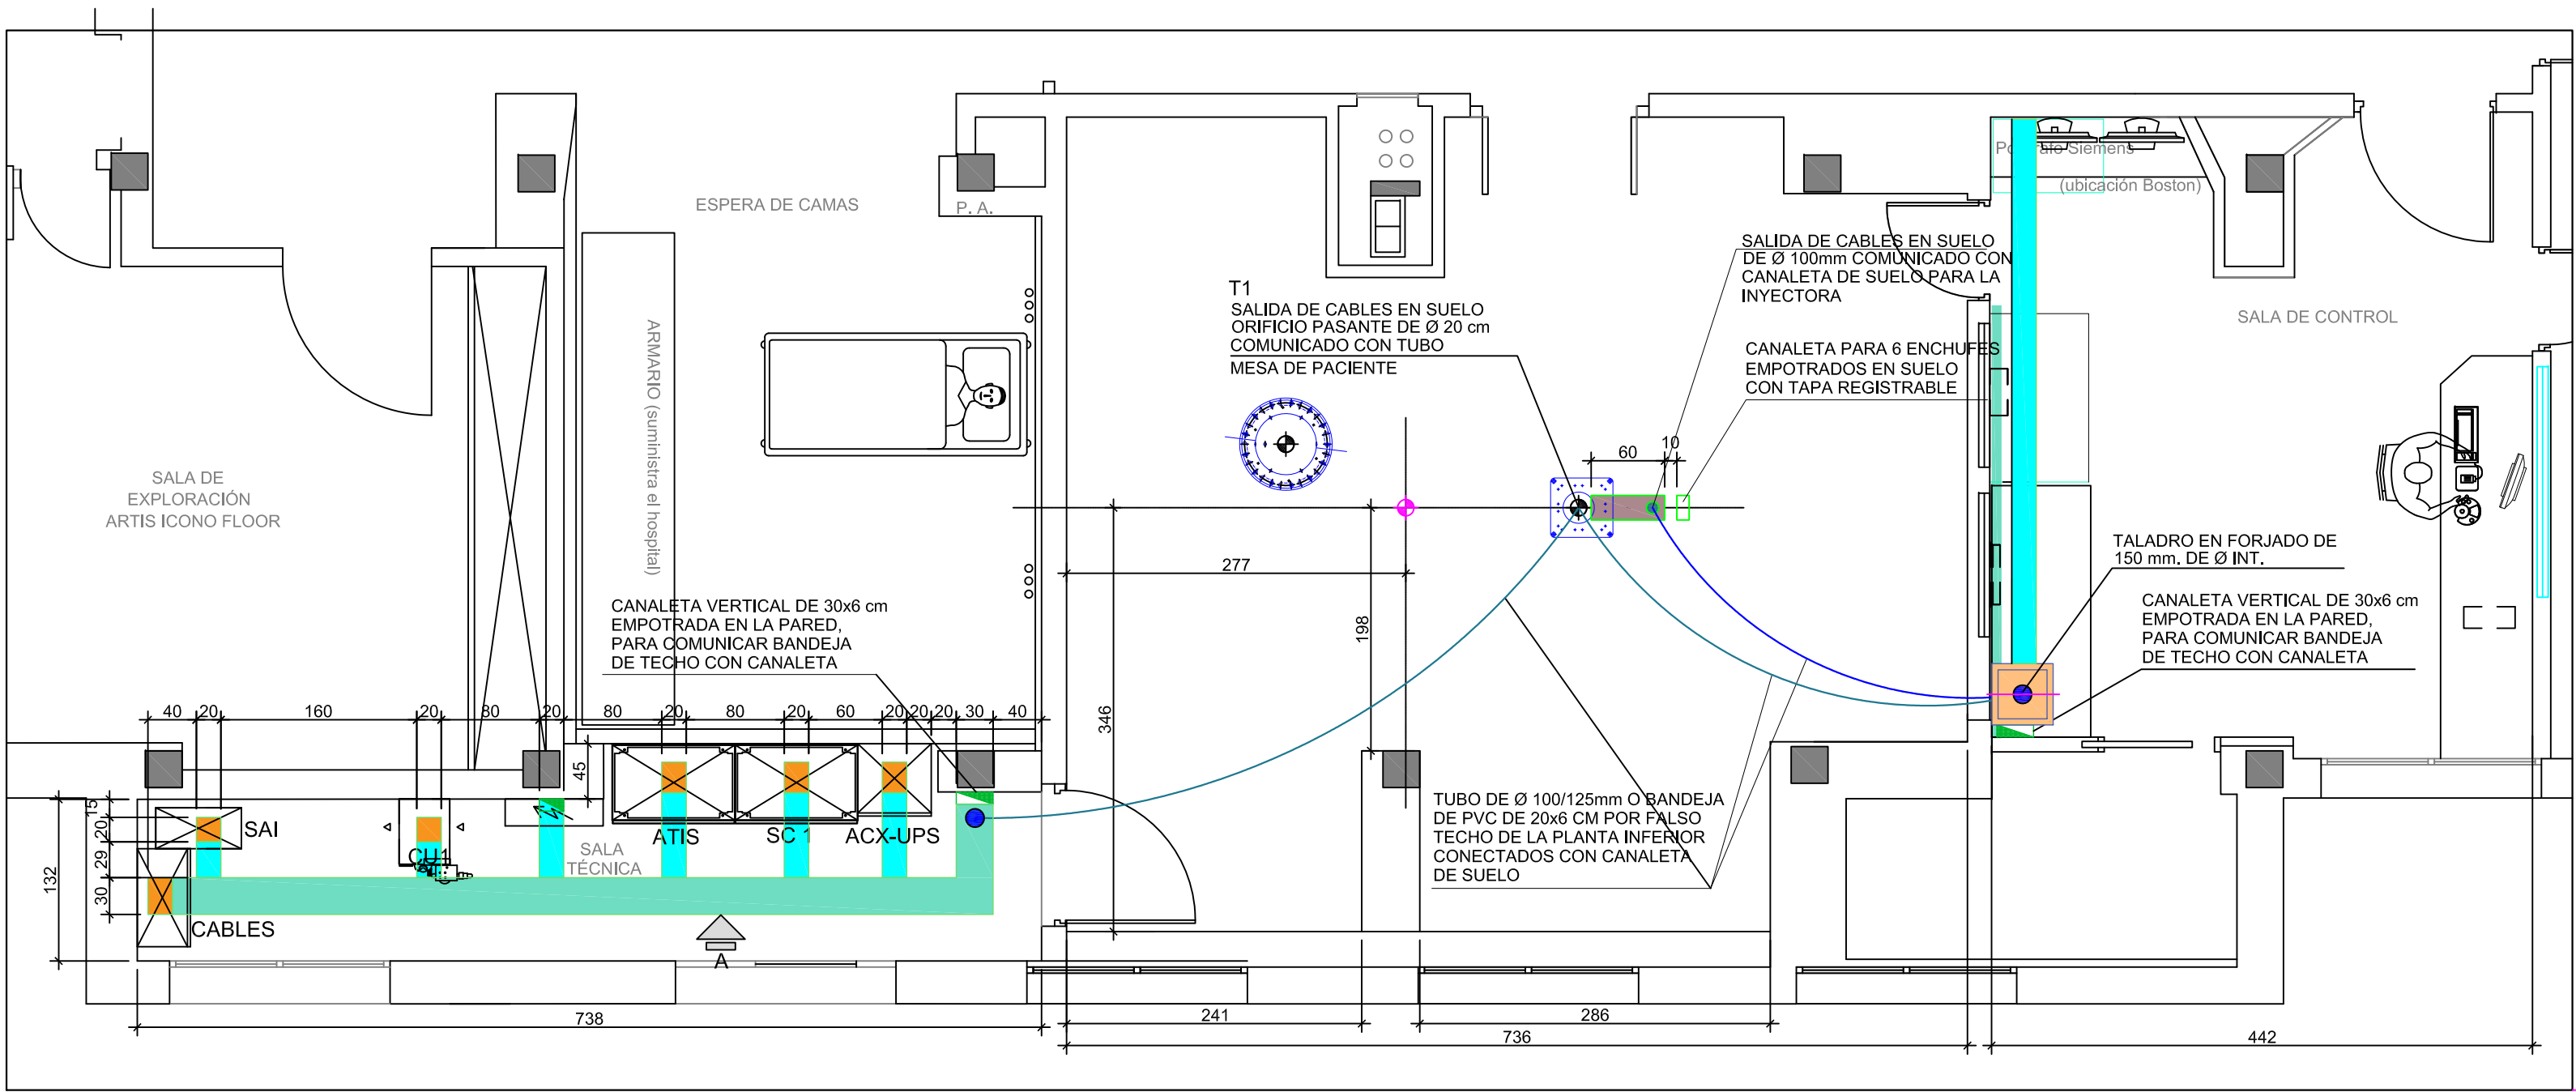 Siemens
(ubicación Boston)
ESPERA DE CAMAS
P. A.
SALIDA DE CABLES EN SUELO
DE Ø 100mm COMUNICADO CON
CANALETA DE SUELO PARA LA
INYECTORA
T1
SALIDA DE CABLES EN SUELO
ORIFICIO PASANTE DE Ø 20 cm
COMUNICADO CON TUBO
MESA DE PACIENTE
SALA DE CONTROL
CANALETA PARA 6 ENCHUFES
EMPOTRADOS EN SUELO
CON TAPA REGISTRABLE
ARMARIO (suministra el hospital)
SALA DE
EXPLORACIÓN
ARTIS ICONO FLOOR
60
10
277
198
346
TALADRO EN FORJADO DE
150 mm. DE Ø INT.
CANALETA VERTICAL DE 30x6 cm
EMPOTRADA EN LA PARED,
PARA COMUNICAR BANDEJA
DE TECHO CON CANALETA
CANALETA VERTICAL DE 30x6 cm
EMPOTRADA EN LA PARED,
PARA COMUNICAR BANDEJA
DE TECHO CON CANALETA
40 20 160 20 80 20 80 20 80 20 60 20 20 20 30 40
45
15
20
29
30
132
SAI
CU1
SALA
TÉCNICA
ATIS
SC 1
ACX-UPS
CABLES
A
TUBO DE Ø 100/125mm O BANDEJA
DE PVC DE 20x6 CM POR FALSO
TECHO DE LA PLANTA INFERIOR
CONECTADOS CON CANALETA
DE SUELO
738
241
286
736
442